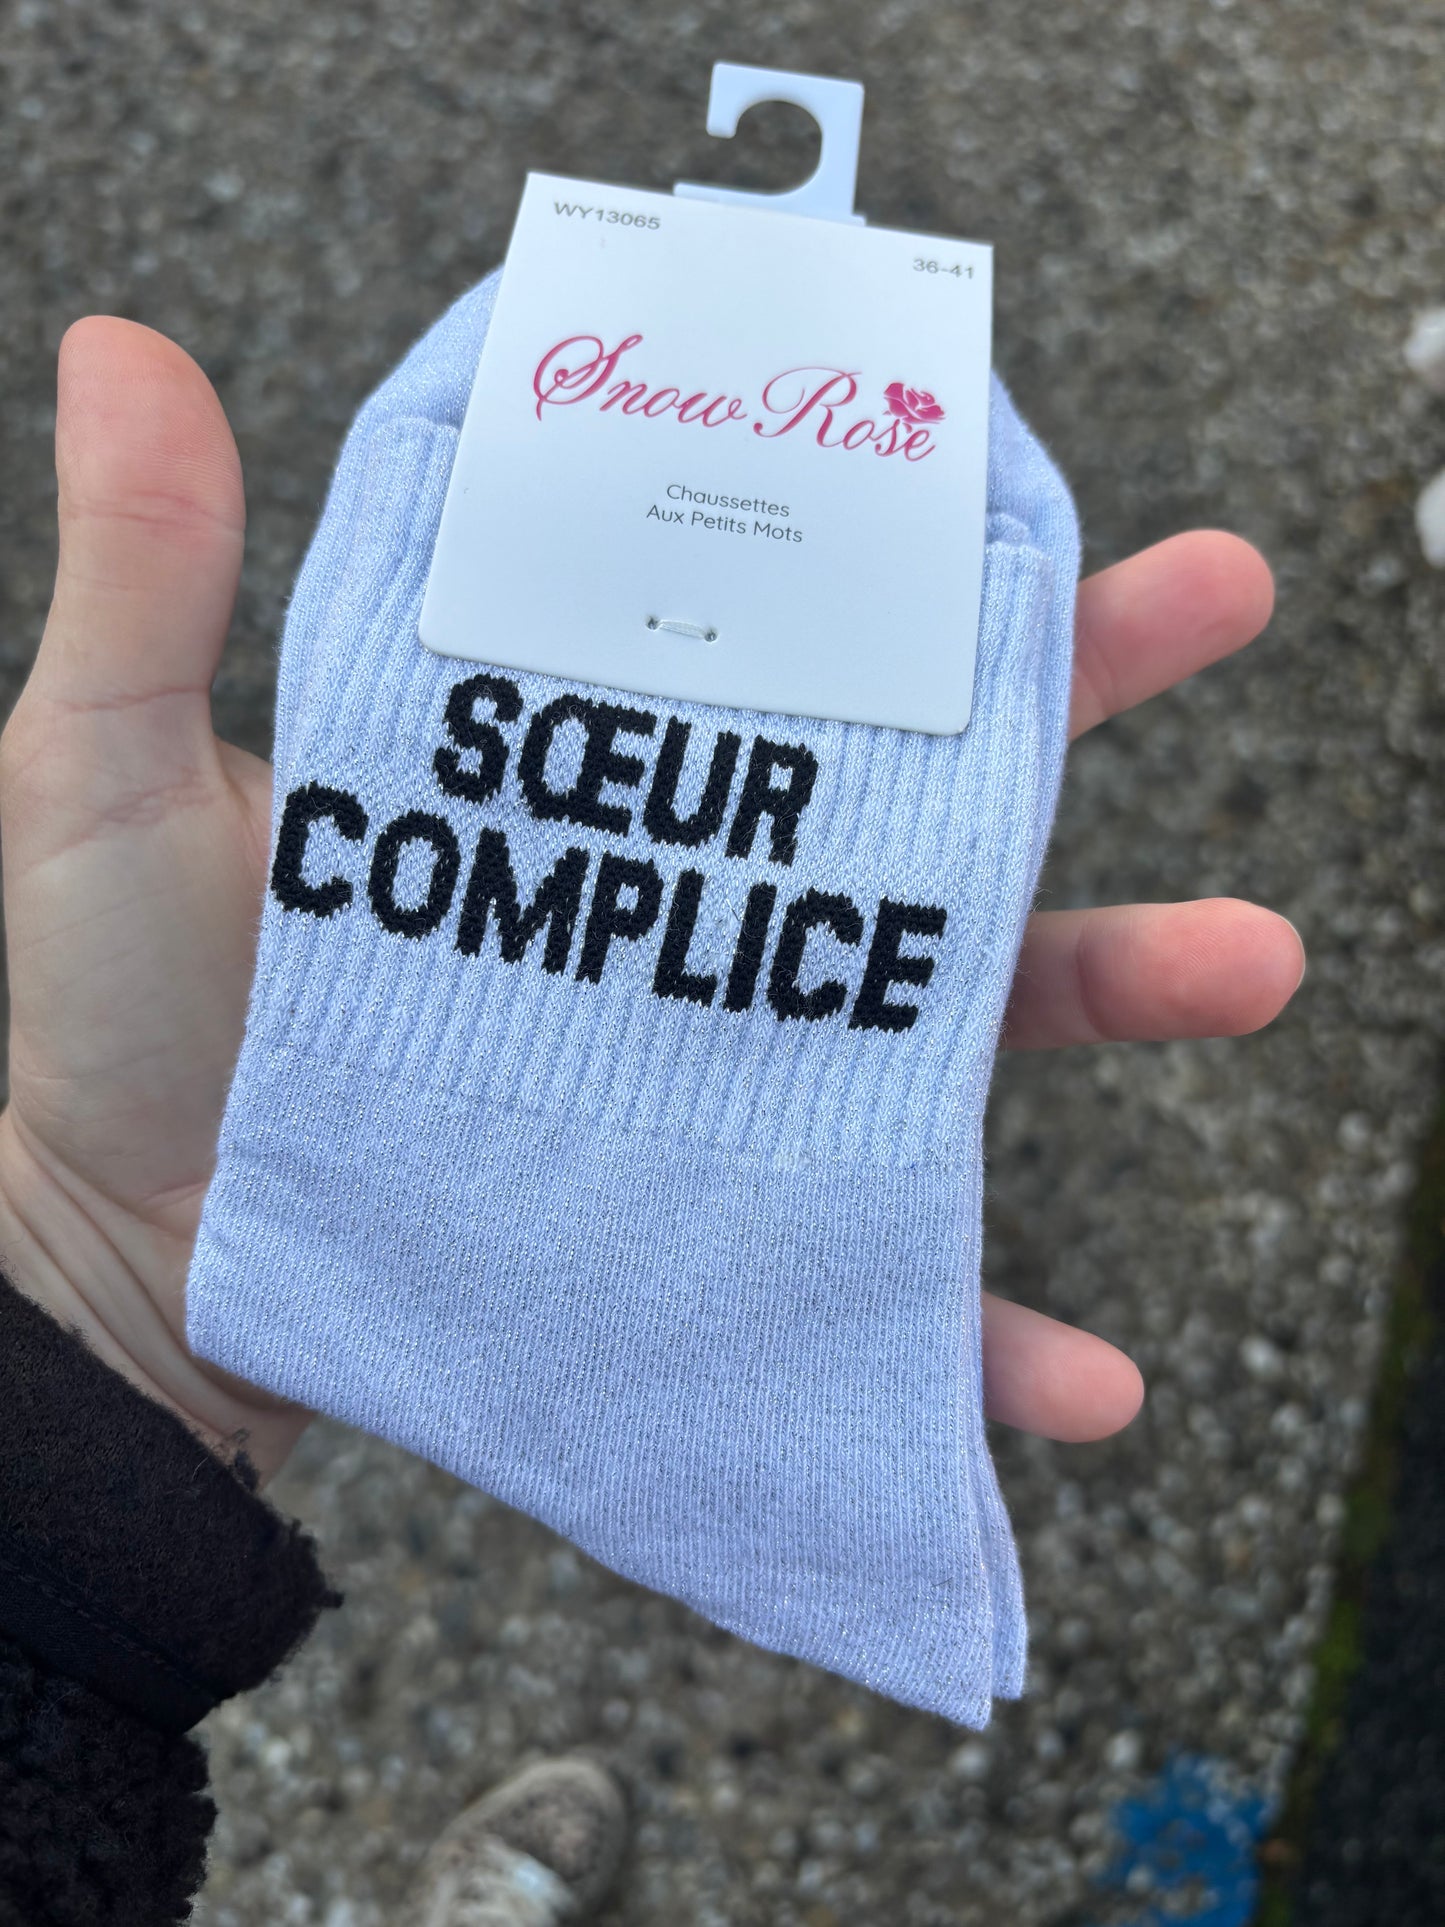 WY13065
36-41
Snow Rose
Chaussettes
Aux Petits Mots
SŒUR
COMPLICE